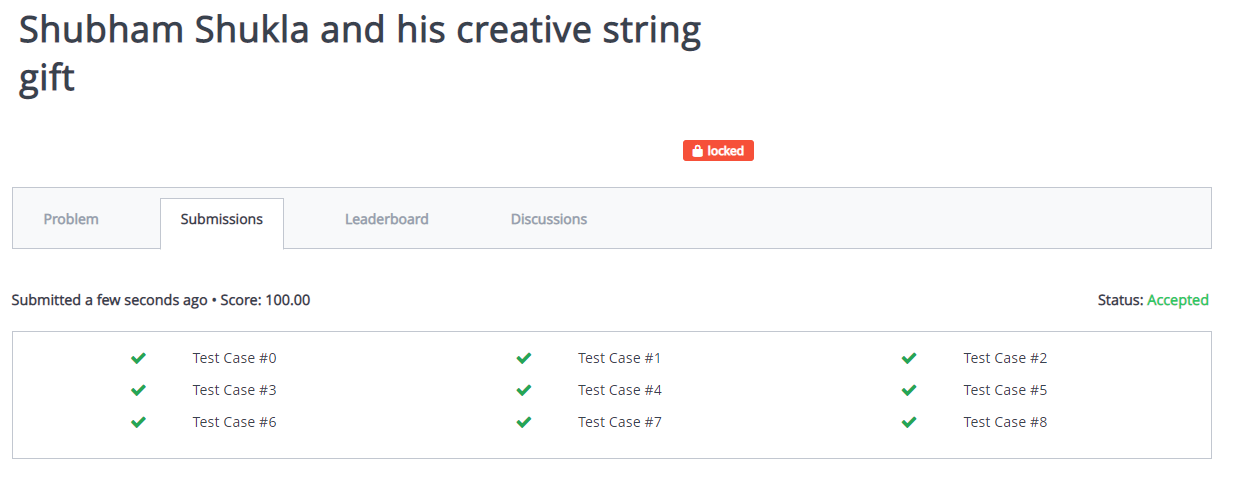 Shubham Shukla and his creative string
gift
locked
Problem Submissions Leaderboard Discussions
Submitted a few seconds ago • Score: 100.00 Status: Accepted
Test Case #0 Test Case #1 Test Case #2
Test Case #3 Test Case #4 Test Case #5
Test Case #6 Test Case #7 Test Case #8